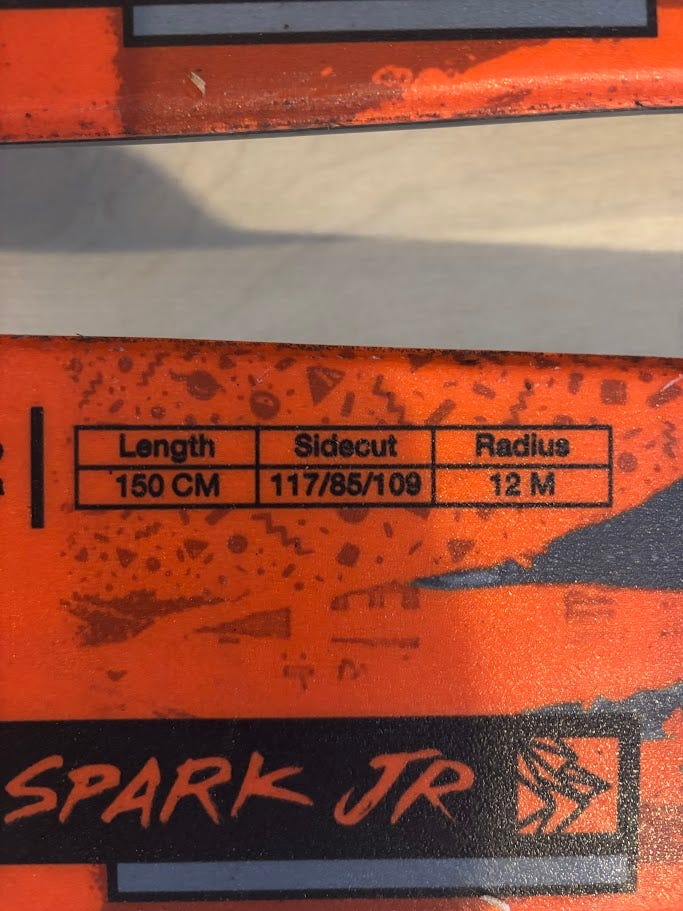 Length Sidecut Radius
150 CM 117/85/109 12 M
SPARK JR